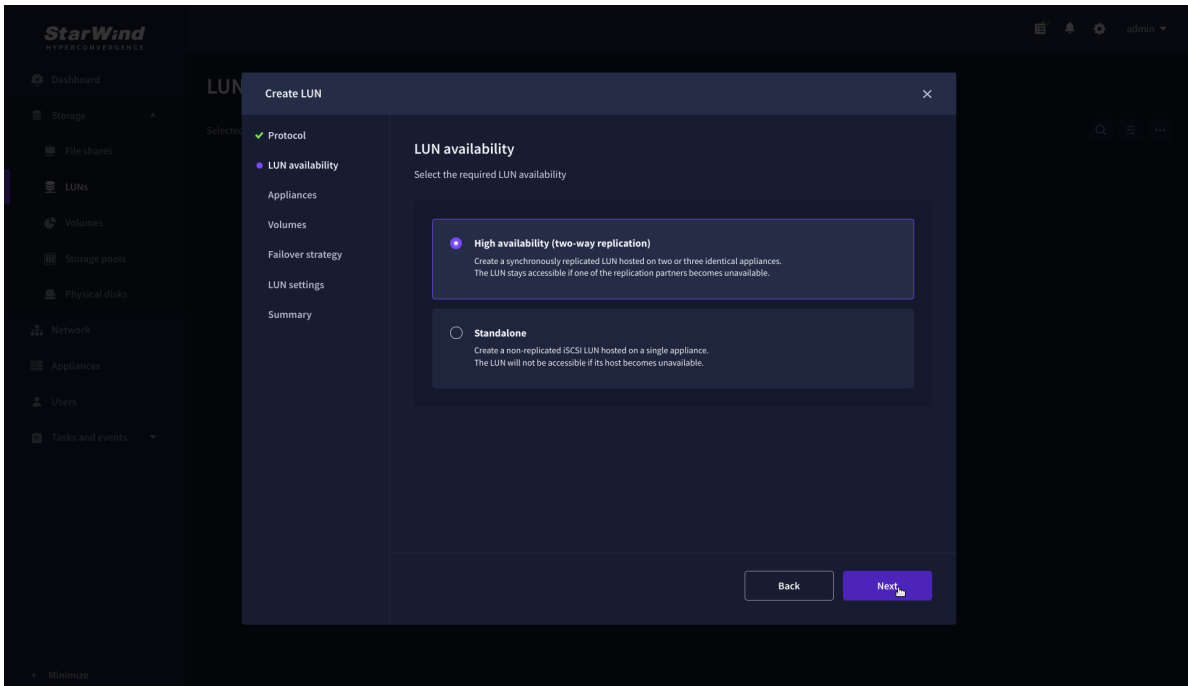 StarWind
HYPERCONVERGENCE
admin
Dashboard
Storage
File shares
LUNs
Volumes
Storage pools
Physical disks
Network
Appliances
Users
Tasks and events
Minimize
LUN
Selected
Create LUN
Protocol
LUN availability
Appliances
Volumes
Failover strategy
LUN settings
Summary
LUN availability
Select the required LUN availability
High availability (two-way replication)
Create a synchronously replicated LUN hosted on two or three identical appliances.
The LUN stays accessible if one of the replication partners becomes unavailable.
Standalone
Create a non-replicated iSCSI LUN hosted on a single appliance.
The LUN will not be accessible if its host becomes unavailable.
Back
Next